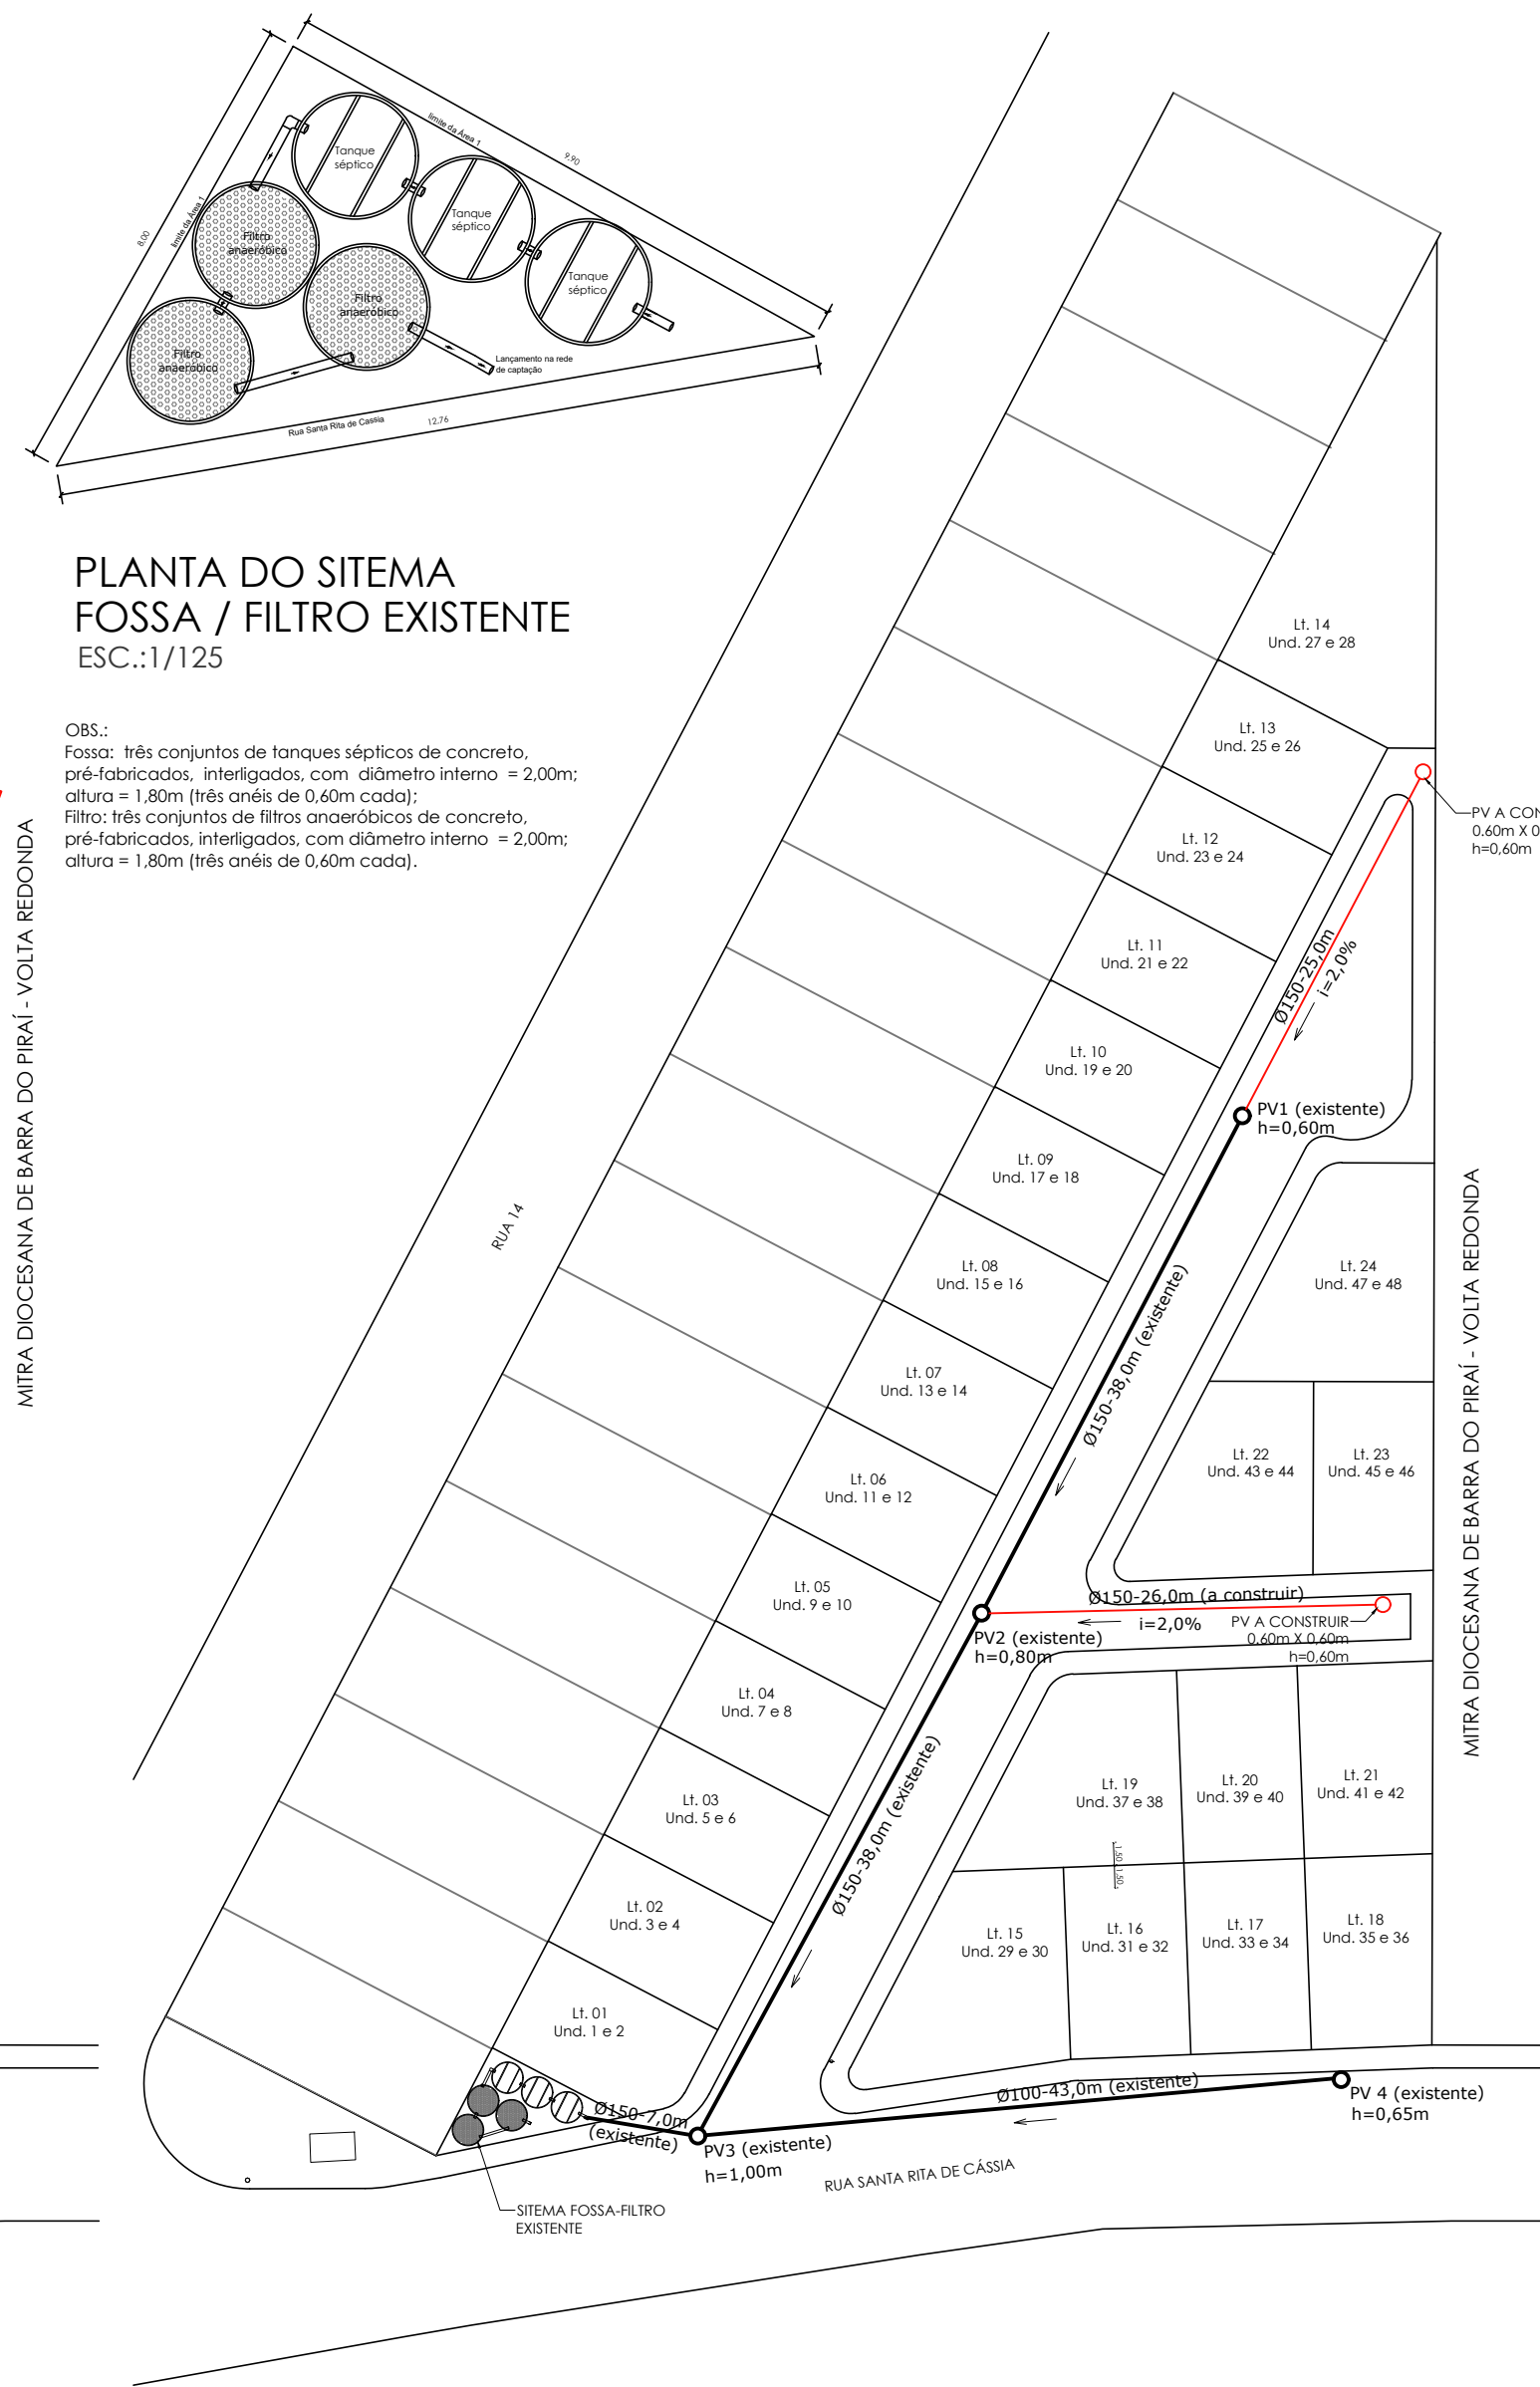 limite da Área 1
9,90
8,00
limite da Área 1
Tanque
séptico
Tanque
séptico
Tanque
séptico
Filtro
anaeróbico
Filtro
anaeróbico
Filtro
anaeróbico
Lançamento na rede
de captação
Rua Santa Rita de Cassia
12,76
PLANTA DO SITEMA
FOSSA / FILTRO EXISTENTE
ESC.:1/125
OBS.:
Fossa: três conjuntos de tanques sépticos de concreto,
pré-fabricados, interligados, com diâmetro interno = 2,00m;
altura = 1,80m (três anéis de 0,60m cada);
Filtro: três conjuntos de filtros anaeróbicos de concreto,
pré-fabricados, interligados, com diâmetro interno = 2,00m;
altura = 1,80m (três anéis de 0,60m cada).
MITRA DIOCESANA DE BARRA DO PIRAÍ - VOLTA REDONDA
RUA 14
Lt. 14
Und. 27 e 28
Lt. 13
Und. 25 e 26
Lt. 12
Und. 23 e 24
Lt. 11
Und. 21 e 22
Lt. 10
Und. 19 e 20
Lt. 09
Und. 17 e 18
Lt. 08
Und. 15 e 16
Lt. 07
Und. 13 e 14
Lt. 06
Und. 11 e 12
Lt. 05
Und. 9 e 10
Lt. 04
Und. 7 e 8
Lt. 03
Und. 5 e 6
Lt. 02
Und. 3 e 4
Lt. 01
Und. 1 e 2
PV A CON
0.60m X 0
h=0,60m
Ø150-25,0m
i=2,0%
PV1 (existente)
h=0,60m
Ø150-38,0m (existente)
Lt. 24
Und. 47 e 48
Lt. 22
Und. 43 e 44
Lt. 23
Und. 45 e 46
MITRA DIOCESANA DE BARRA DO PIRAÍ - VOLTA REDONDA
Ø150-26,0m (a construir)
i=2,0%
PV A CONSTRUIR
0.60m X 0,60m
h=0,60m
PV2 (existente)
h=0,80m
Ø150-38,0m (existente)
Lt. 19
Und. 37 e 38
Lt. 20
Und. 39 e 40
Lt. 21
Und. 41 e 42
1,50
1,50
Lt. 15
Und. 29 e 30
Lt. 16
Und. 31 e 32
Lt. 17
Und. 33 e 34
Lt. 18
Und. 35 e 36
Ø100-43,0m (existente)
PV 4 (existente)
h=0,65m
Ø150-7,0m
(existente)
PV3 (existente)
h=1,00m
RUA SANTA RITA DE CÁSSIA
SITEMA FOSSA-FILTRO
EXISTENTE